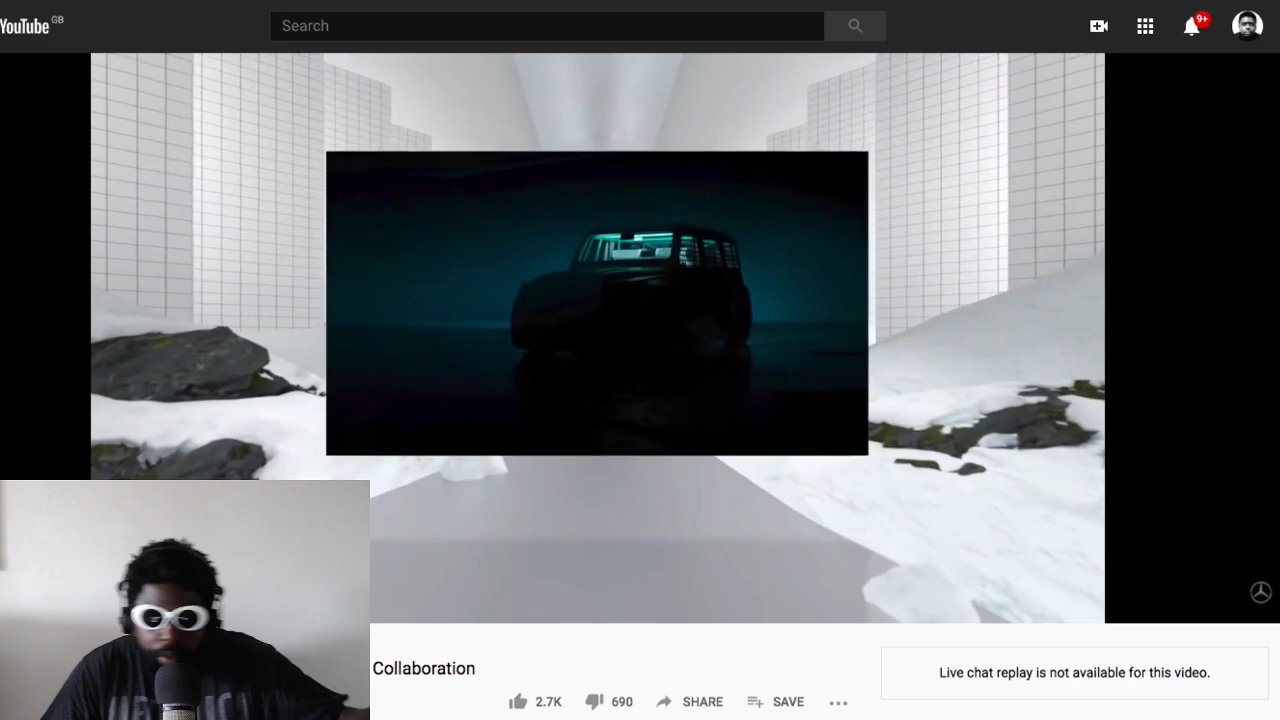 YouTube GB
Search
9+
Collaboration
Live chat replay is not available for this video.
2.7K
690
SHARE
SAVE